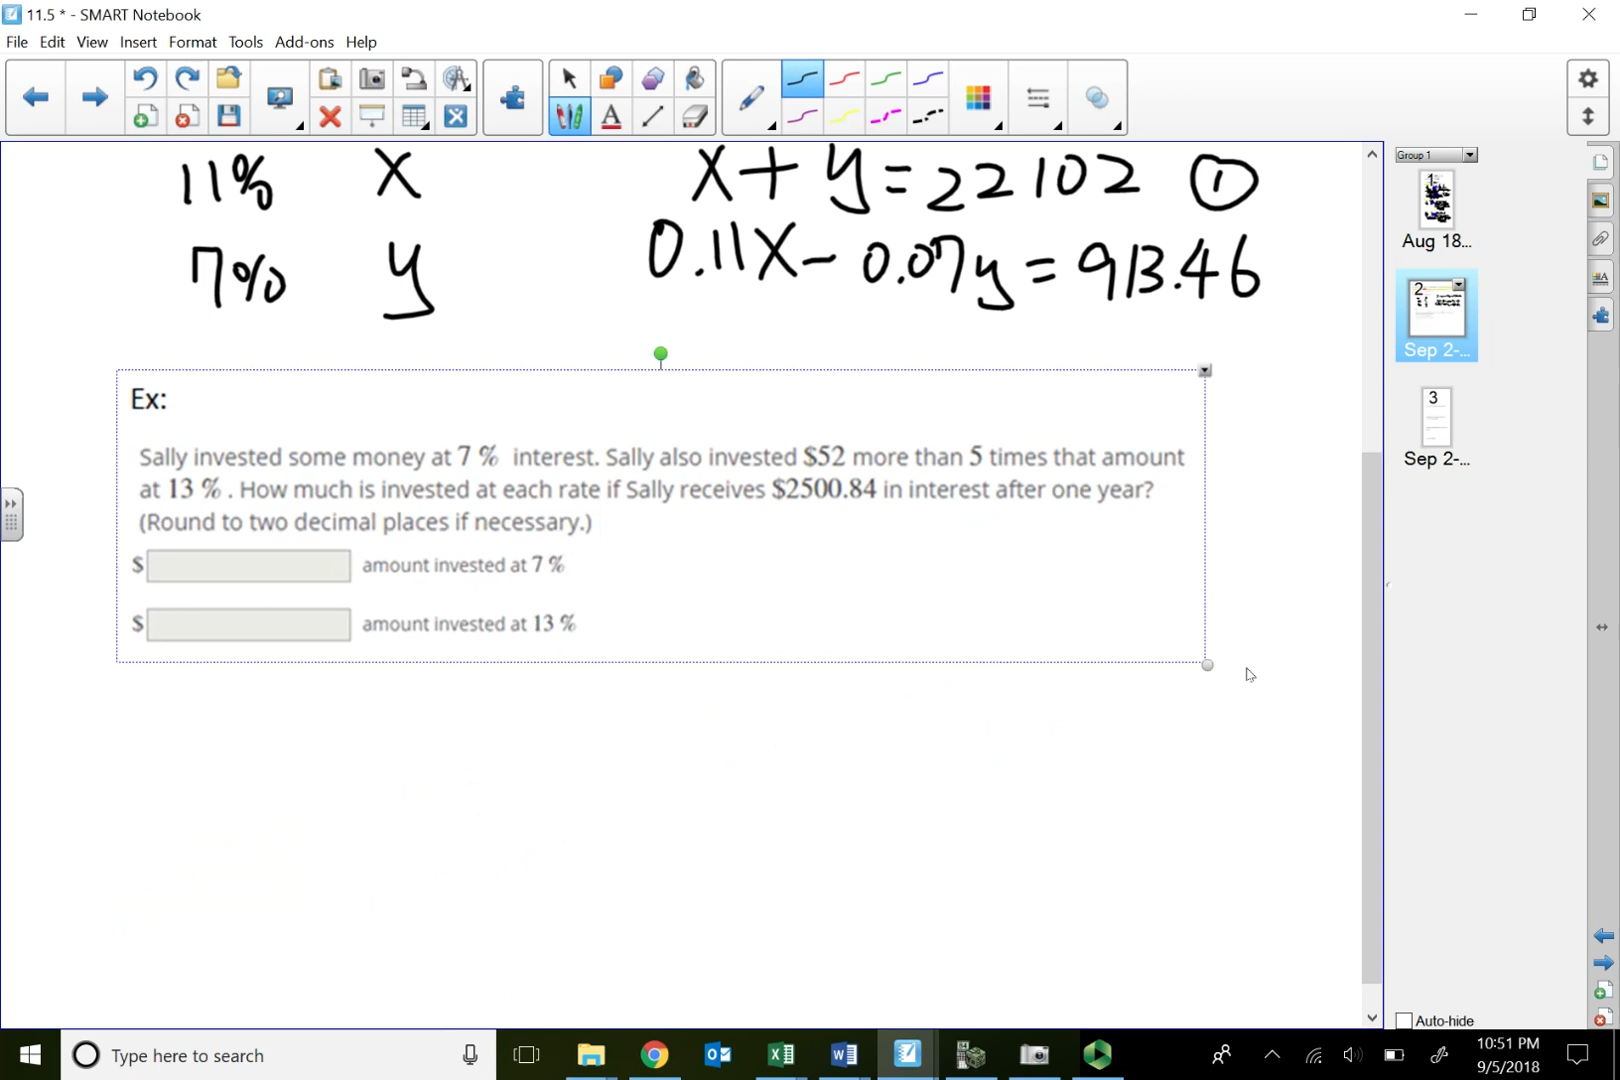 11.5 * - SMART Notebook
File Edit View Insert Format Tools Add-ons Help
11% x x + y = 22102 ①
7% y 0.11x - 0.07y = 913.46
Ex:
Sally invested some money at 7 % interest. Sally also invested $52 more than 5 times that amount
at 13 % . How much is invested at each rate if Sally receives $2500.84 in interest after one year?
(Round to two decimal places if necessary.)
$ amount invested at 7 %
$ amount invested at 13 %
Group 1
1
Aug 18...
2
Sep 2-...
3
Sep 2-...
Auto-hide
Type here to search
10:51 PM
9/5/2018